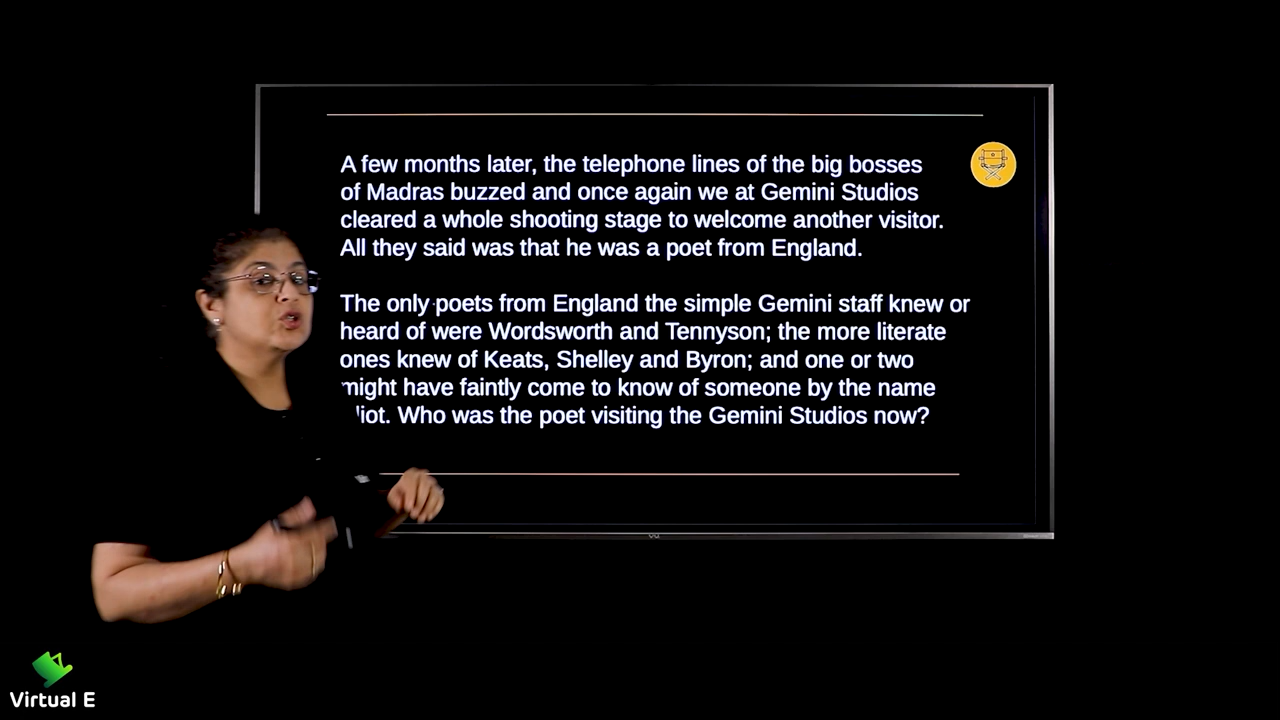 A few months later, the telephone lines of the big bosses
of Madras buzzed and once again we at Gemini Studios
cleared a whole shooting stage to welcome another visitor.
All they said was that he was a poet from England.
The only poets from England the simple Gemini staff knew or
heard of were Wordsworth and Tennyson; the more literate
ones knew of Keats, Shelley and Byron; and one or two
might have faintly come to know of someone by the name
Who was the poet visiting the Gemini Studios now?
Virtual E